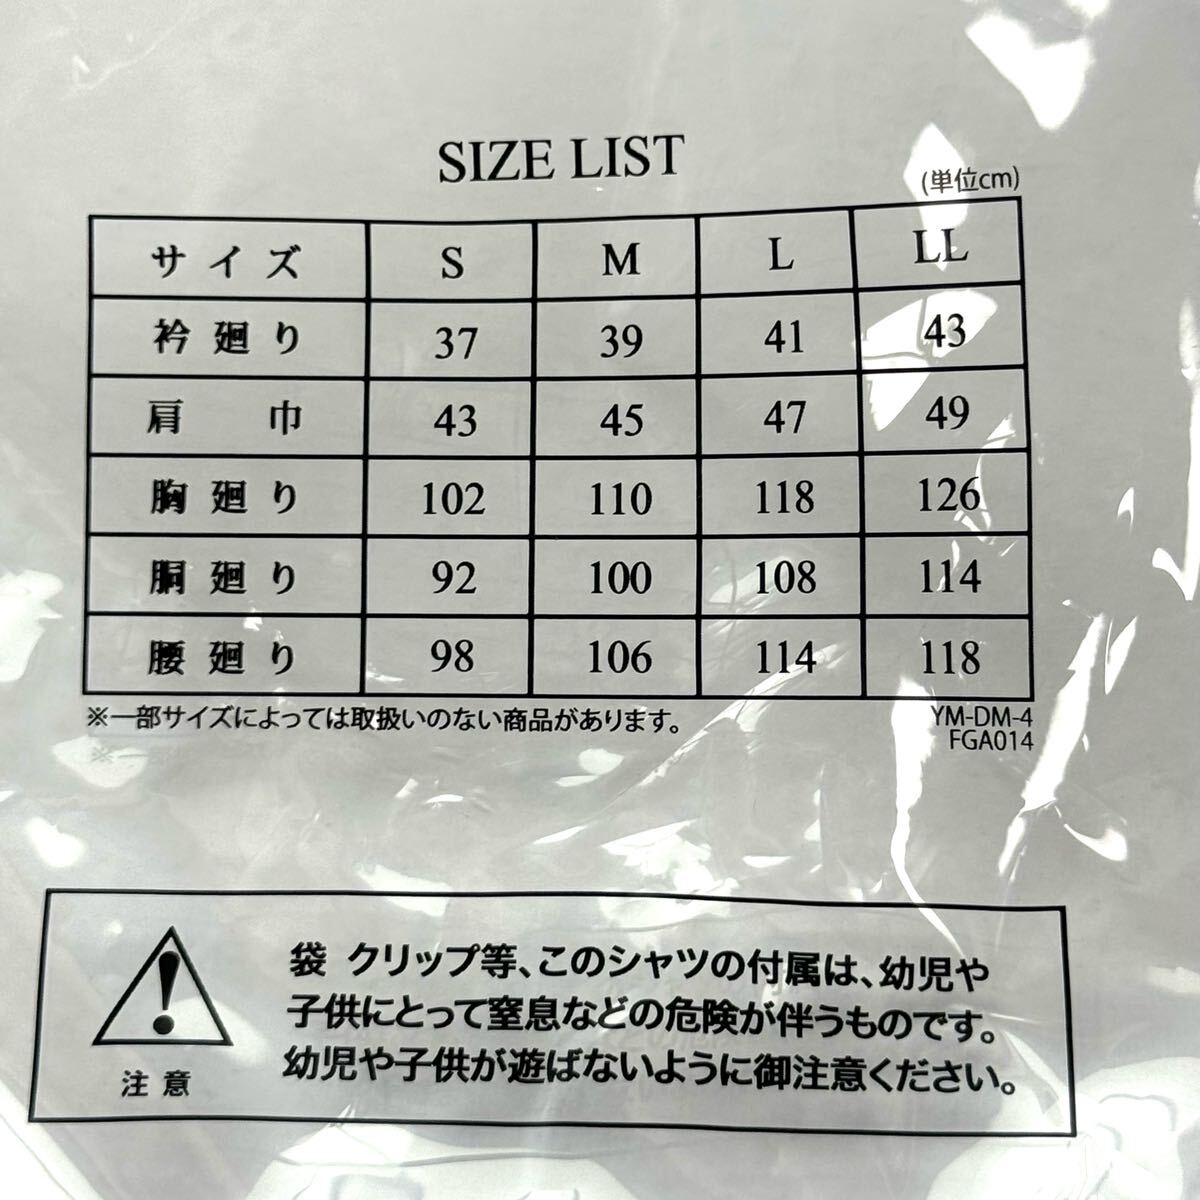 SIZE LIST
(単位cm)
サイズ S M L LL
衿廻り 37 39 41 43
肩巾 43 45 47 49
胸廻り 102 110 118 126
胴廻り 92 100 108 114
腰廻り 98 106 114 118
※一部サイズによっては取扱いのない商品があります。
YM-DM-4
FGA014
袋 クリップ等、このシャツの付属は、幼児や
子供にとって窒息などの危険が伴うものです。
幼児や子供が遊ばないように御注意ください。
注意